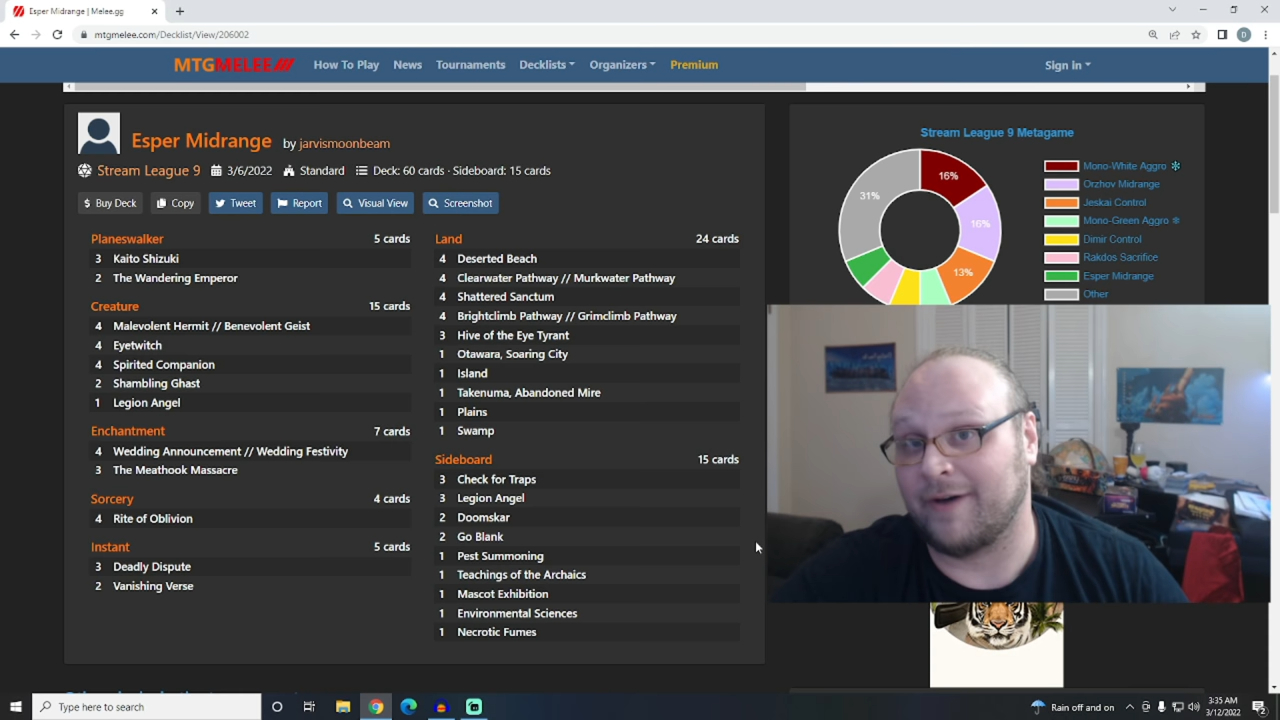 Esper Midrange | Melee.gg
mtgmelee.com/Decklist/View/206002
MTGMELEE How To Play News Tournaments Decklists Organizers Premium Sign In
Esper Midrange by jarvismoonbeam
Stream League 9 3/6/2022 Standard Deck: 60 cards · Sideboard: 15 cards
$ Buy Deck Copy Tweet Report Visual View Screenshot
Planeswalker 5 cards
3 Kaito Shizuki
2 The Wandering Emperor
Creature 15 cards
4 Malevolent Hermit // Benevolent Geist
4 Eyetwitch
4 Spirited Companion
2 Shambling Ghast
1 Legion Angel
Enchantment 7 cards
4 Wedding Announcement // Wedding Festivity
3 The Meathook Massacre
Sorcery 4 cards
4 Rite of Oblivion
Instant 5 cards
3 Deadly Dispute
2 Vanishing Verse
Land 24 cards
4 Deserted Beach
4 Clearwater Pathway // Murkwater Pathway
4 Shattered Sanctum
4 Brightclimb Pathway // Grimclimb Pathway
3 Hive of the Eye Tyrant
1 Otawara, Soaring City
1 Island
1 Takenuma, Abandoned Mire
1 Plains
1 Swamp
Sideboard 15 cards
3 Check for Traps
3 Legion Angel
2 Doomskar
2 Go Blank
1 Pest Summoning
1 Teachings of the Archaics
1 Mascot Exhibition
1 Environmental Sciences
1 Necrotic Fumes
Stream League 9 Metagame
16%
16%
13%
31%
Mono-White Aggro
Orzhov Midrange
Jeskai Control
Mono-Green Aggro
Dimir Control
Rakdos Sacrifice
Esper Midrange
Other
Type here to search
Rain off and on
3:35 AM
3/12/2022